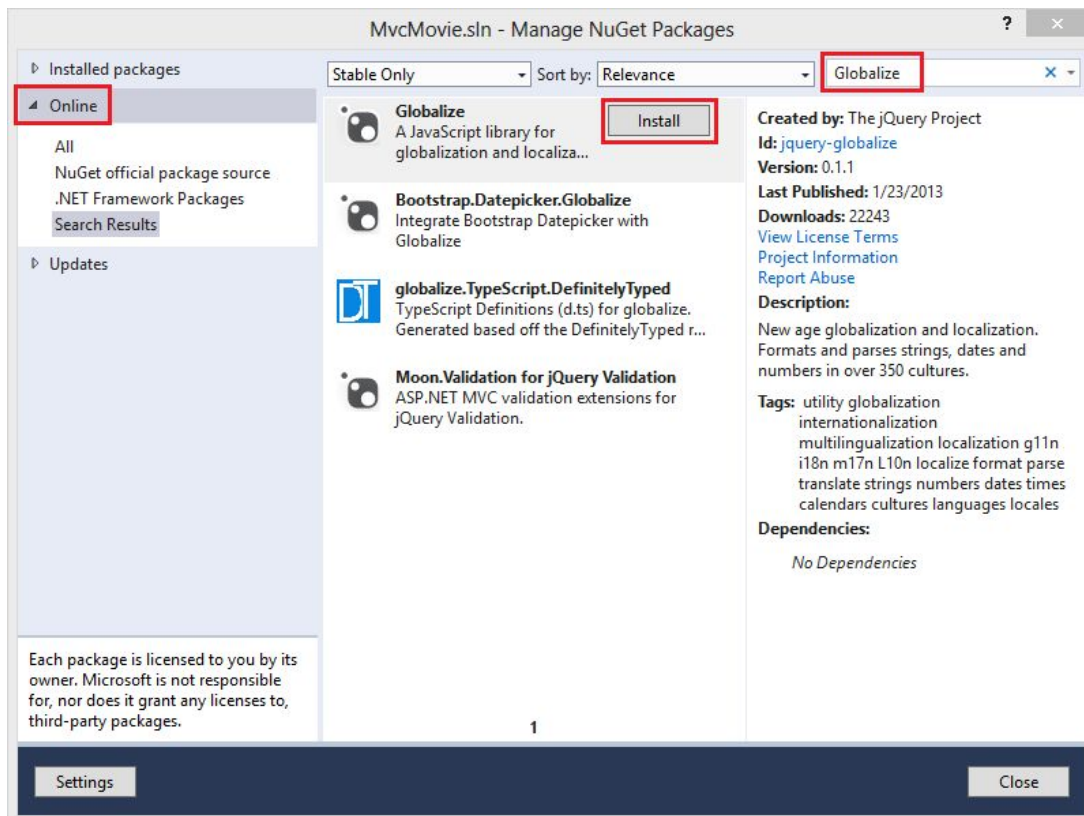 MvcMovie.sln - Manage NuGet Packages
?
Installed packages
Online
All
NuGet official package source
.NET Framework Packages
Search Results
Updates
Each package is licensed to you by its
owner. Microsoft is not responsible
for, nor does it grant any licenses to,
third-party packages.
Stable Only
Sort by:
Relevance
Globalize
Globalize
A JavaScript library for
globalization and localiza...
Install
Bootstrap.Datepicker.Globalize
Integrate Bootstrap Datepicker with
Globalize
DT
globalize.TypeScript.DefinitelyTyped
TypeScript Definitions (d.ts) for globalize.
Generated based off the DefinitelyTyped r...
Moon.Validation for jQuery Validation
ASP.NET MVC validation extensions for
jQuery Validation.
1
Created by: The jQuery Project
Id: jquery-globalize
Version: 0.1.1
Last Published: 1/23/2013
Downloads: 22243
View License Terms
Project Information
Report Abuse
Description:
New age globalization and localization.
Formats and parses strings, dates and
numbers in over 350 cultures.
Tags: utility globalization
internationalization
multilingualization localization g11n
i18n m17n L10n localize format parse
translate strings numbers dates times
calendars cultures languages locales
Dependencies:
No Dependencies
Settings
Close